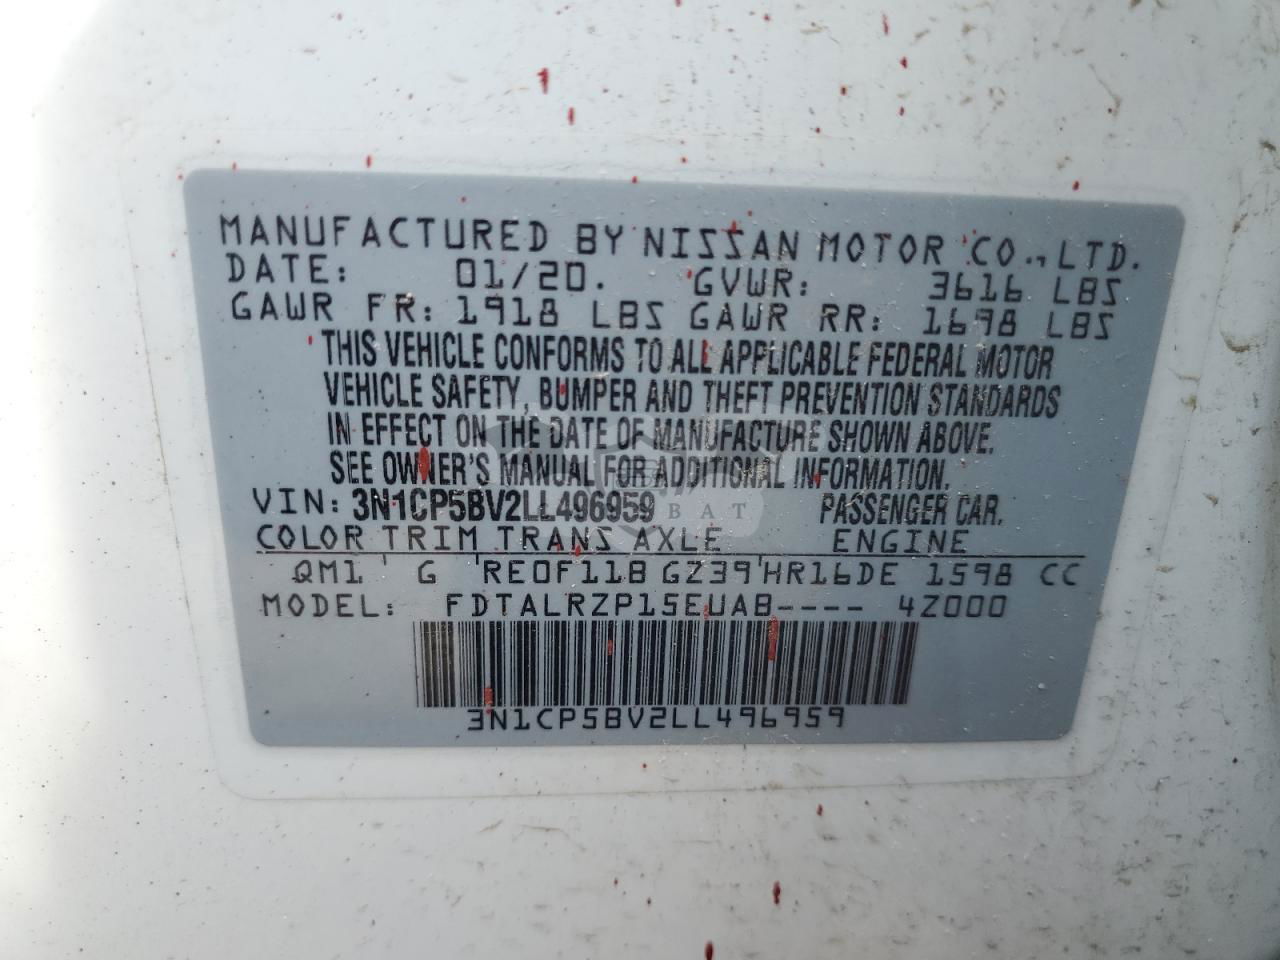 MANUFACTURED BY NISSAN MOTOR CO., LTD.
DATE: 01/20. GVWR: 3616 LBS
GAWR FR: 1918 LBS GAWR RR: 1698 LBS
THIS VEHICLE CONFORMS TO ALL APPLICABLE FEDERAL MOTOR
VEHICLE SAFETY, BUMPER AND THEFT PREVENTION STANDARDS
IN EFFECT ON THE DATE OF MANUFACTURE SHOWN ABOVE.
SEE OWNER'S MANUAL FOR ADDITIONAL INFORMATION.
VIN: 3N1CP5BV2LL496959 PASSENGER CAR.
COLOR TRIM TRANS AXLE ENGINE
QM1 G RE0F11B GZ39 HR16DE 1598 CC
MODEL: FDTALRZP15EUAB---- 4Z000
3N1CP5BV2LL496959